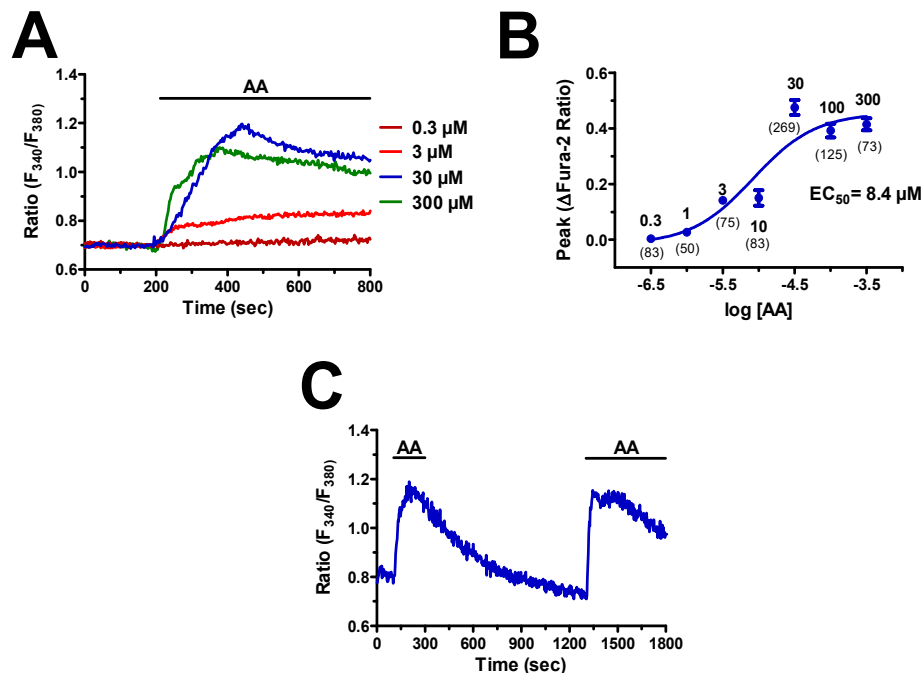 A
AA
1.4
1.2
1.0
0.8
0.6
Ratio (F340/F380)
0 200 400 600 800
Time (sec)
0.3 µM
3 µM
30 µM
300 µM
B
0.6
0.4
0.2
0.0
Peak (ΔFura-2 Ratio)
30
100 300
(269)
(125) (73)
3
(75)
0.3 1
10
(83) (50) (83)
EC50= 8.4 µM
-6.5 -5.5 -4.5 -3.5
log [AA]
C
AA AA
1.4
1.2
1.0
0.8
0.6
Ratio (F340/F380)
0 300 600 900 1200 1500 1800
Time (sec)